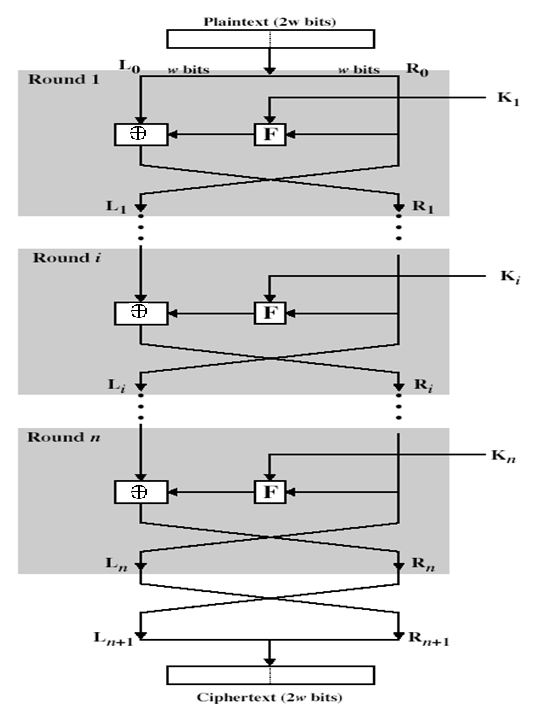 Plaintext (2w bits)
L0 w bits w bits R0
Round 1
K1
⊕ F
L1 R1
Round i
Ki
⊕ F
Li Ri
Round n
Kn
⊕ F
Ln Rn
Ln+1 Rn+1
Ciphertext (2w bits)